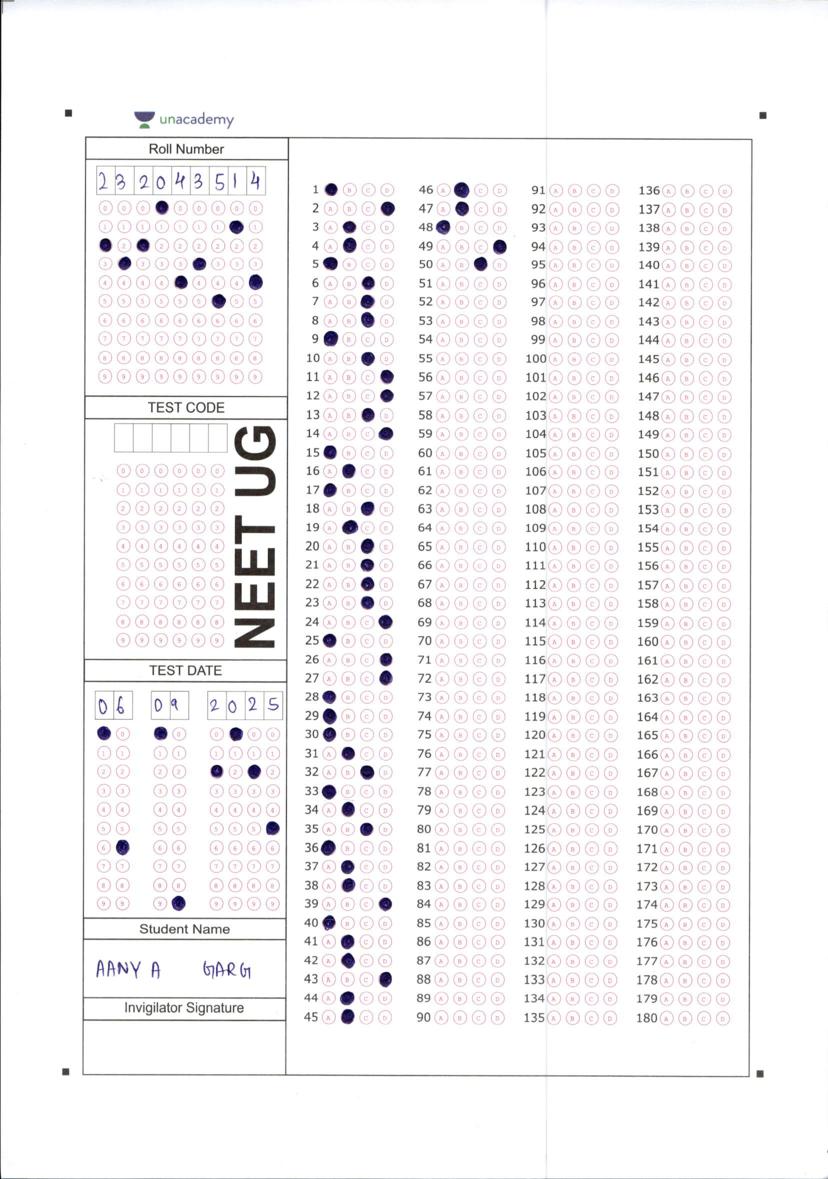 unacademy
Roll Number
2 3 2 0 4 3 5 1 4
TEST CODE
NEET UG
TEST DATE
0 6 0 9 2 0 2 5
Student Name
AANYA GARG
Invigilator Signature
1 B C D 46 A C D 91 A B C D 136 A B C D
2 A B C 47 A C D 92 A B C D 137 A B C D
3 A C D 48 B C D 93 A B C D 138 A B C D
4 A C D 49 A B C 94 A B C D 139 A B C D
5 B C D 50 A B D 95 A B C D 140 A B C D
6 A B D 51 A B C D 96 A B C D 141 A B C D
7 A B D 52 A B C D 97 A B C D 142 A B C D
8 A B D 53 A B C D 98 A B C D 143 A B C D
9 B C D 54 A B C D 99 A B C D 144 A B C D
10 A B D 55 A B C D 100 A B C D 145 A B C D
11 A B C 56 A B C D 101 A B C D 146 A B C D
12 A B C 57 A B C D 102 A B C D 147 A B C D
13 A B D 58 A B C D 103 A B C D 148 A B C D
14 A B C 59 A B C D 104 A B C D 149 A B C D
15 B C D 60 A B C D 105 A B C D 150 A B C D
16 A C D 61 A B C D 106 A B C D 151 A B C D
17 B C D 62 A B C D 107 A B C D 152 A B C D
18 A B D 63 A B C D 108 A B C D 153 A B C D
19 A C D 64 A B C D 109 A B C D 154 A B C D
20 A B D 65 A B C D 110 A B C D 155 A B C D
21 A B D 66 A B C D 111 A B C D 156 A B C D
22 A B D 67 A B C D 112 A B C D 157 A B C D
23 A B D 68 A B C D 113 A B C D 158 A B C D
24 A B C 69 A B C D 114 A B C D 159 A B C D
25 B C D 70 A B C D 115 A B C D 160 A B C D
26 A B C 71 A B C D 116 A B C D 161 A B C D
27 A B C 72 A B C D 117 A B C D 162 A B C D
28 B C D 73 A B C D 118 A B C D 163 A B C D
29 B C D 74 A B C D 119 A B C D 164 A B C D
30 B C D 75 A B C D 120 A B C D 165 A B C D
31 A C D 76 A B C D 121 A B C D 166 A B C D
32 A B D 77 A B C D 122 A B C D 167 A B C D
33 B C D 78 A B C D 123 A B C D 168 A B C D
34 A C D 79 A B C D 124 A B C D 169 A B C D
35 A B D 80 A B C D 125 A B C D 170 A B C D
36 B C D 81 A B C D 126 A B C D 171 A B C D
37 A C D 82 A B C D 127 A B C D 172 A B C D
38 A C D 83 A B C D 128 A B C D 173 A B C D
39 A B C 84 A B C D 129 A B C D 174 A B C D
40 B C D 85 A B C D 130 A B C D 175 A B C D
41 A C D 86 A B C D 131 A B C D 176 A B C D
42 A C D 87 A B C D 132 A B C D 177 A B C D
43 A B C 88 A B C D 133 A B C D 178 A B C D
44 A C D 89 A B C D 134 A B C D 179 A B C D
45 A C D 90 A B C D 135 A B C D 180 A B C D